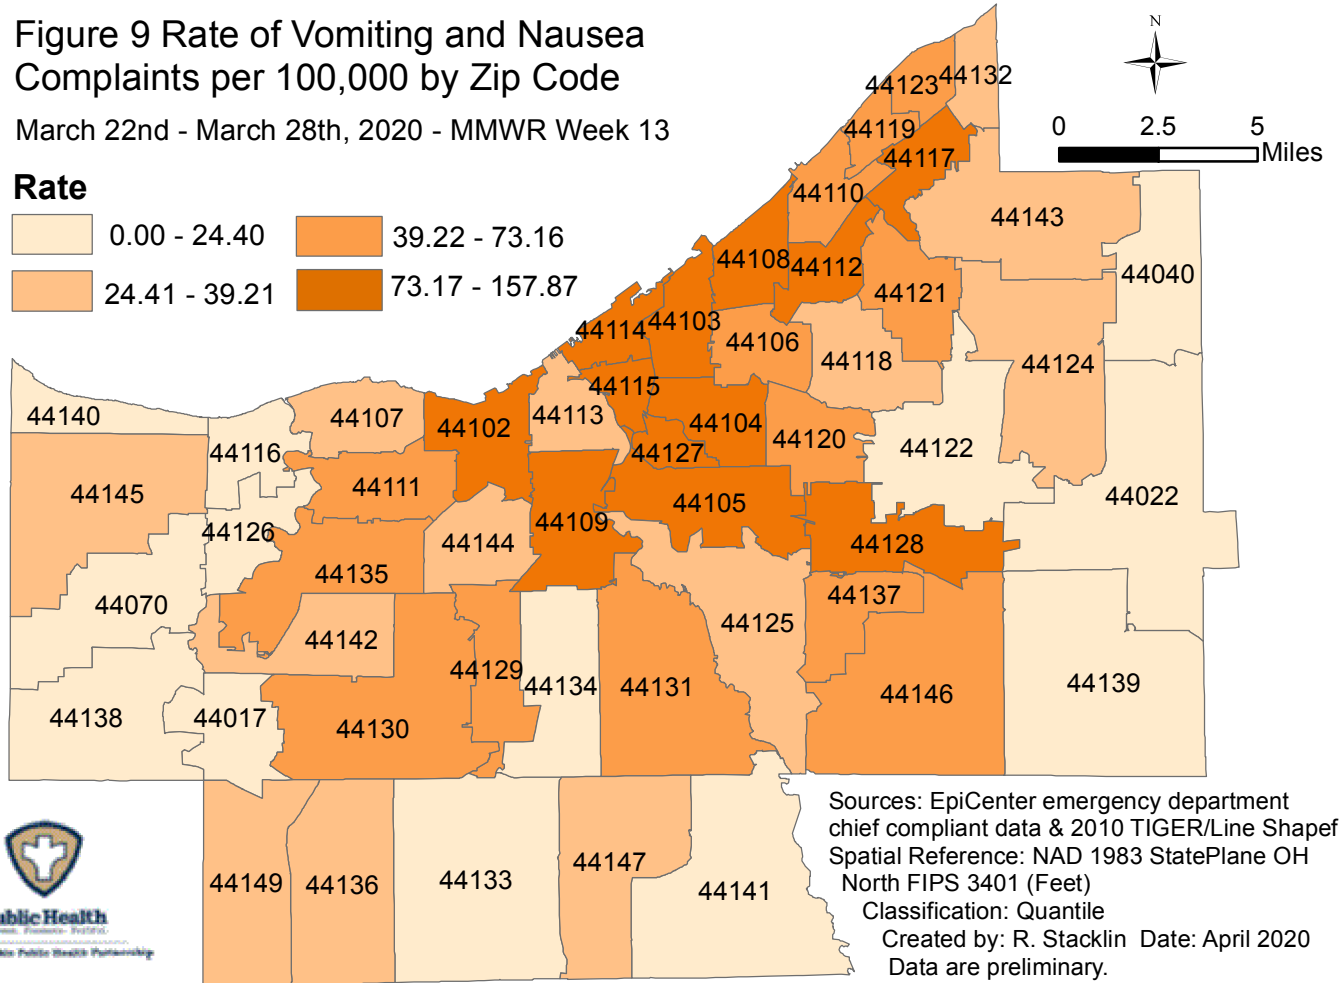 Figure 9 Rate of Vomiting and Nausea
Complaints per 100,000 by Zip Code
March 22nd - March 28th, 2020 - MMWR Week 13
Rate
0.00 - 24.40
39.22 - 73.16
24.41 - 39.21
73.17 - 157.87
N
0 2.5 5
Miles
44123
44132
44119
44117
44110
44143
44108
44112
44040
44121
44114
44103
44106
44118
44124
44115
44140
44107
44102
44113
44104
44120
44116
44127
44122
44145
44111
44105
44022
44126
44109
44144
44128
44135
44070
44137
44142
44125
44129
44134
44131
44146
44139
44138
44017
44130
44149
44136
44133
44147
44141
ublic Health
Public Health Partnership
Sources: EpiCenter emergency department
chief compliant data & 2010 TIGER/Line Shapef
Spatial Reference: NAD 1983 StatePlane OH
North FIPS 3401 (Feet)
Classification: Quantile
Created by: R. Stacklin Date: April 2020
Data are preliminary.